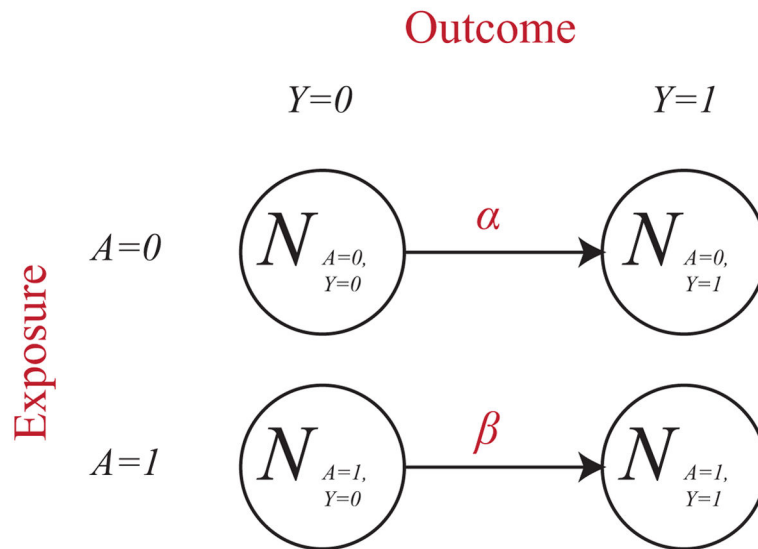 Outcome
Y=0 Y=1
Exposure
A=0
N A=0,
Y=0
α
N A=0,
Y=1
A=1
N A=1,
Y=0
β
N A=1,
Y=1